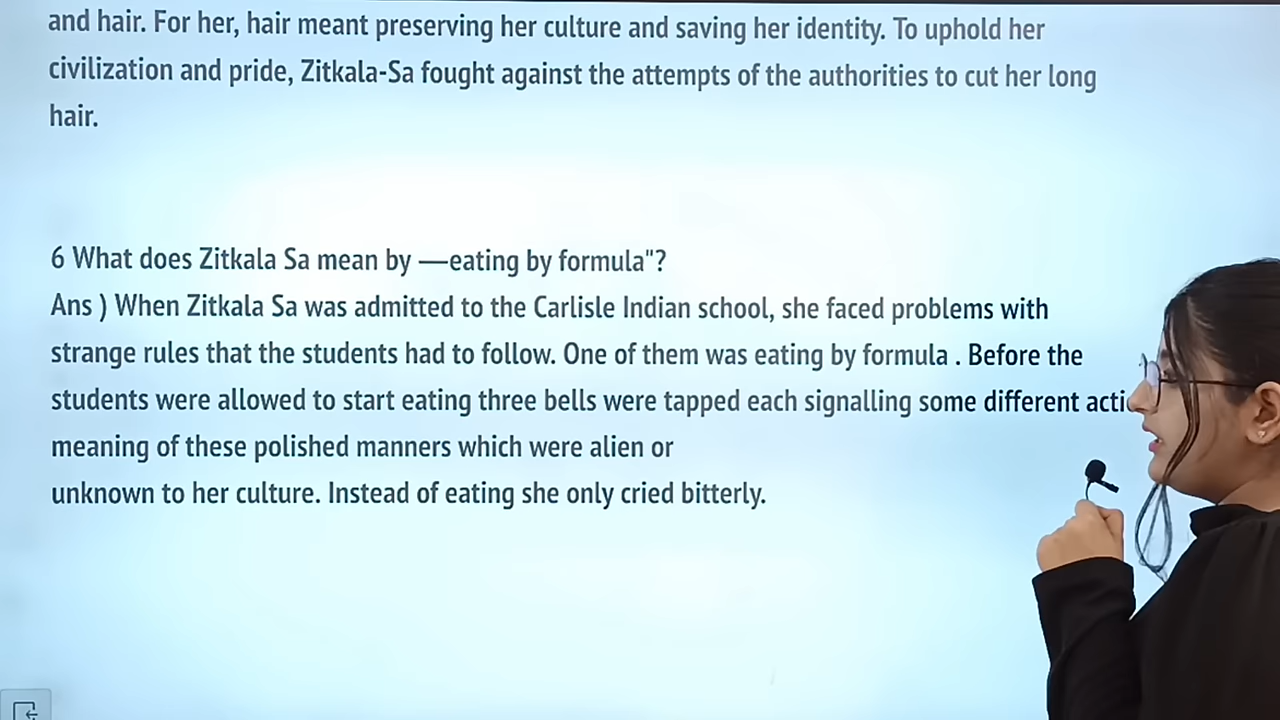 and hair. For her, hair meant preserving her culture and saving her identity. To uphold her
civilization and pride, Zitkala-Sa fought against the attempts of the authorities to cut her long
hair.
6 What does Zitkala Sa mean by —eating by formula"?
Ans ) When Zitkala Sa was admitted to the Carlisle Indian school, she faced problems with
strange rules that the students had to follow. One of them was eating by formula . Before the
students were allowed to start eating three bells were tapped each signalling some different
meaning of these polished manners which were alien or
unknown to her culture. Instead of eating she only cried bitterly.